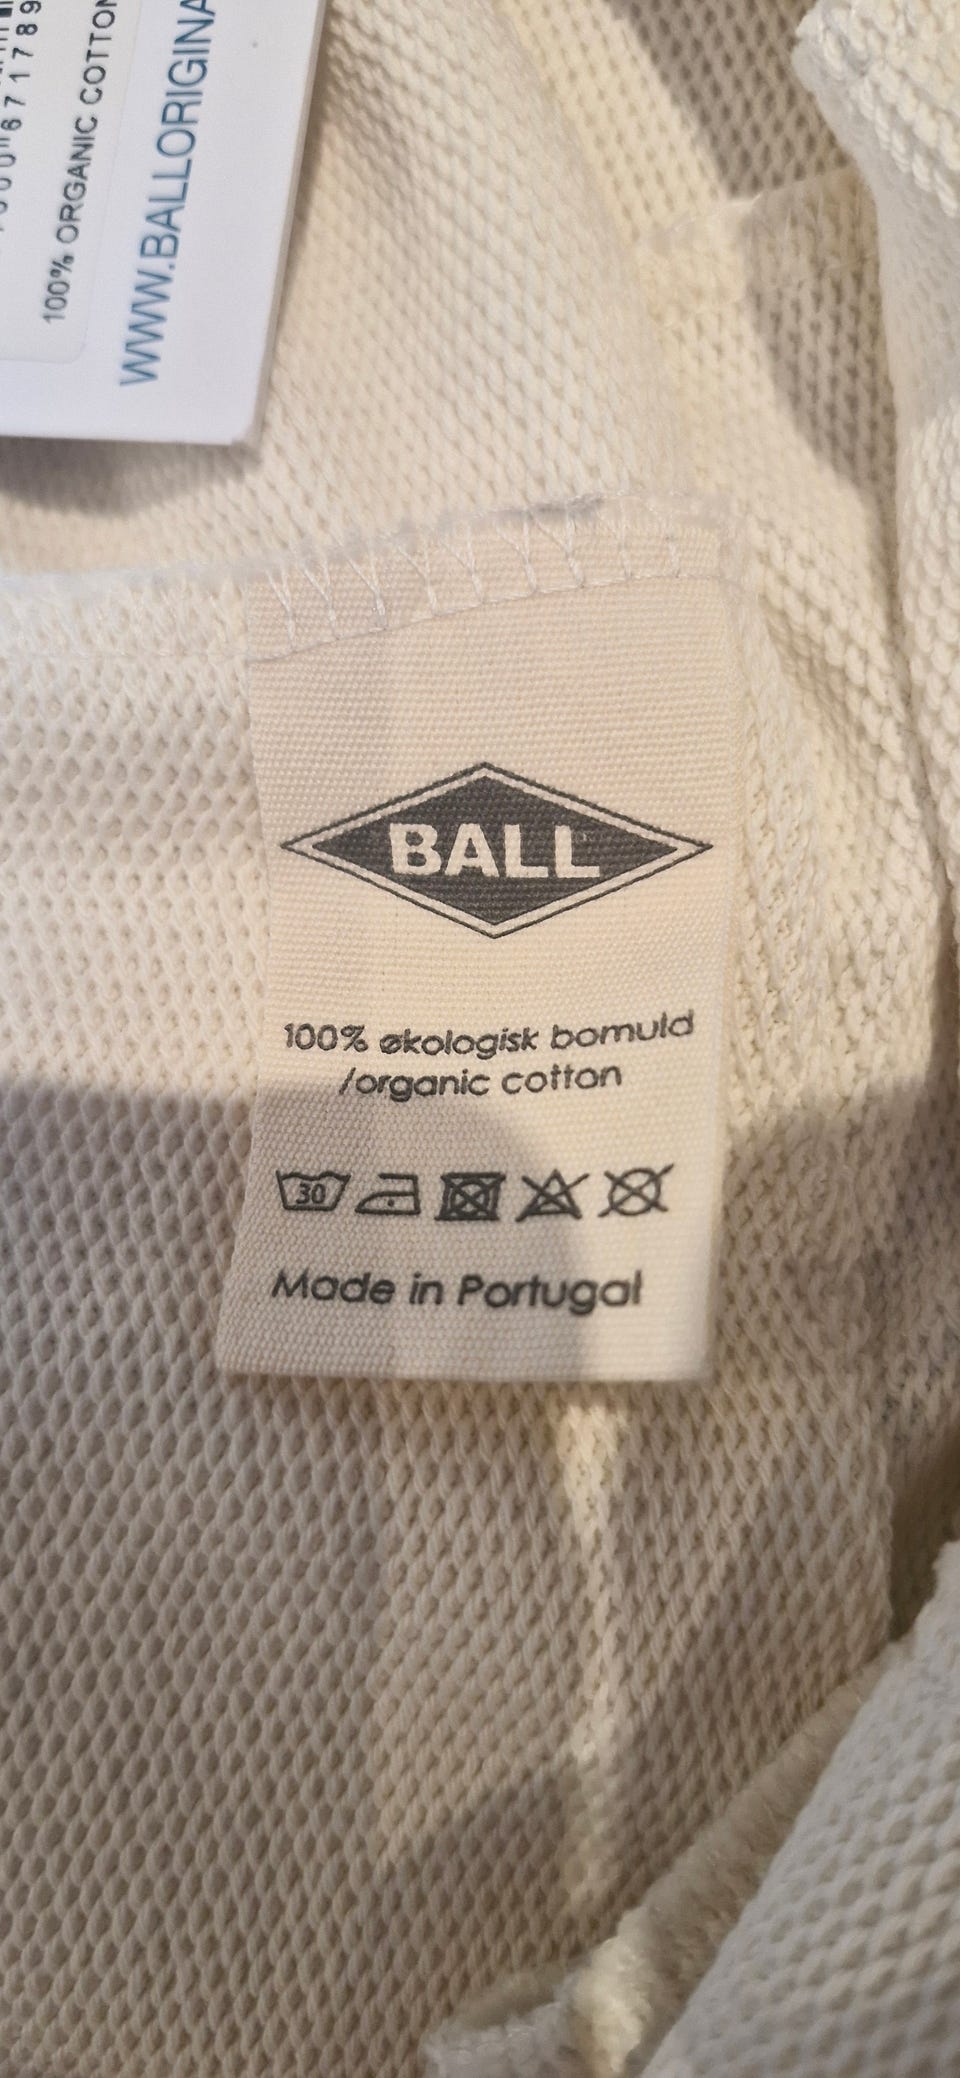 100% ORGANIC COTTON
WWW.BALLORIGINA
BALL
100% økologisk bomuld
/organic cotton
30
Made in Portugal